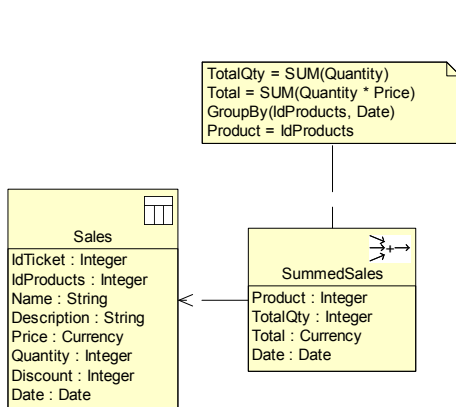 TotalQty = SUM(Quantity)
Total = SUM(Quantity * Price)
GroupBy(IdProducts, Date)
Product = IdProducts
Sales
IdTicket : Integer
IdProducts : Integer
Name : String
Description : String
Price : Currency
Quantity : Integer
Discount : Integer
Date : Date
SummedSales
Product : Integer
TotalQty : Integer
Total : Currency
Date : Date